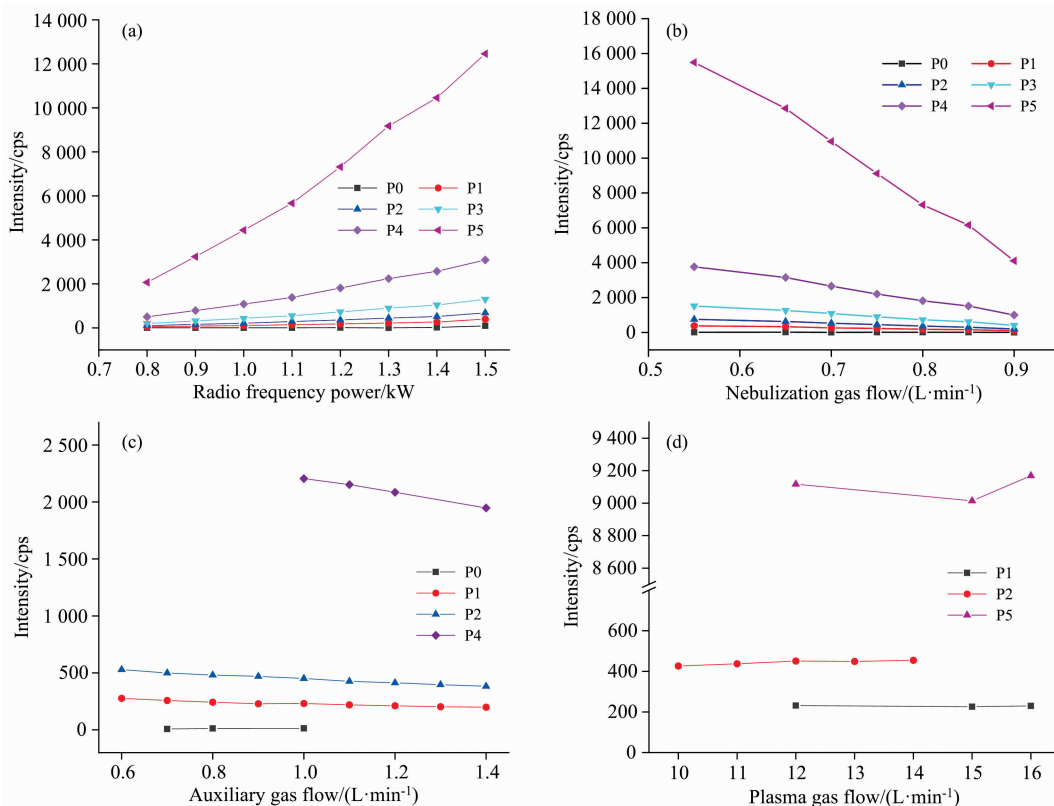 (a)
14 000
12 000
10 000
8 000
6 000
4 000
2 000
0
Intensity/cps
P0 P1
P2 P3
P4 P5
0.7 0.8 0.9 1.0 1.1 1.2 1.3 1.4 1.5
Radio frequency power/kW
(b)
18 000
16 000
14 000
12 000
10 000
8 000
6 000
4 000
2 000
0
Intensity/cps
P0 P1
P2 P3
P4 P5
0.5 0.6 0.7 0.8 0.9
Nebulization gas flow/(L·min⁻¹)
(c)
2 500
2 000
1 500
1 000
500
0
Intensity/cps
P0
P1
P2
P4
0.6 0.8 1.0 1.2 1.4
Auxiliary gas flow/(L·min⁻¹)
(d)
9 400
9 200
9 000
8 800
8 600
600
400
200
0
Intensity/cps
P1
P2
P5
10 11 12 13 14 15 16
Plasma gas flow/(L·min⁻¹)